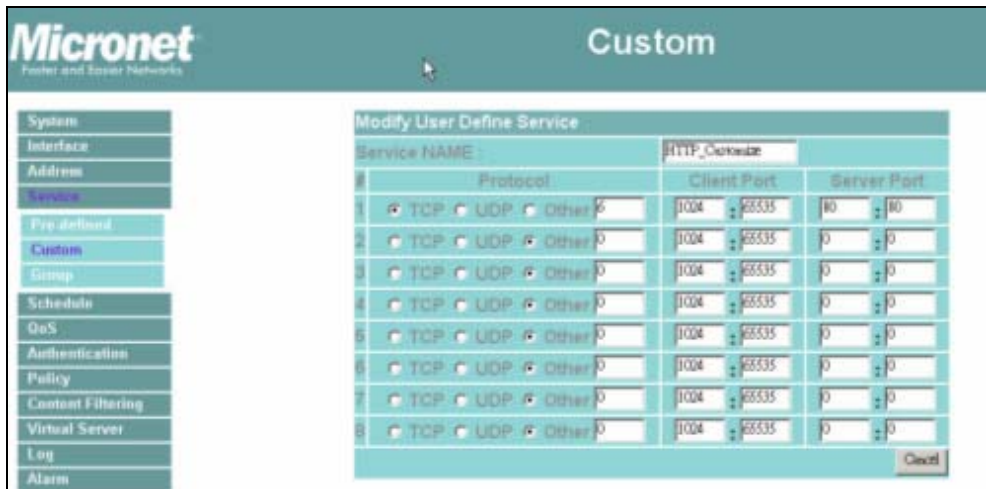 Micronet
Custom
Faster and Easier Networks
System
Interface
Address
Service
Pre-defined
Custom
Group
Schedule
QoS
Authentication
Policy
Content Filtering
Virtual Server
Log
Alarm
Modify User Define Service
Service NAME : HTTP_Customize
# Protocol Client Port Server Port
1 TCP UDP Other 6 1024 : 65535 80 : 80
2 TCP UDP Other 0 1024 : 65535 0 : 0
3 TCP UDP Other 0 1024 : 65535 0 : 0
4 TCP UDP Other 0 1024 : 65535 0 : 0
5 TCP UDP Other 0 1024 : 65535 0 : 0
6 TCP UDP Other 0 1024 : 65535 0 : 0
7 TCP UDP Other 0 1024 : 65535 0 : 0
8 TCP UDP Other 0 1024 : 65535 0 : 0
Cancel